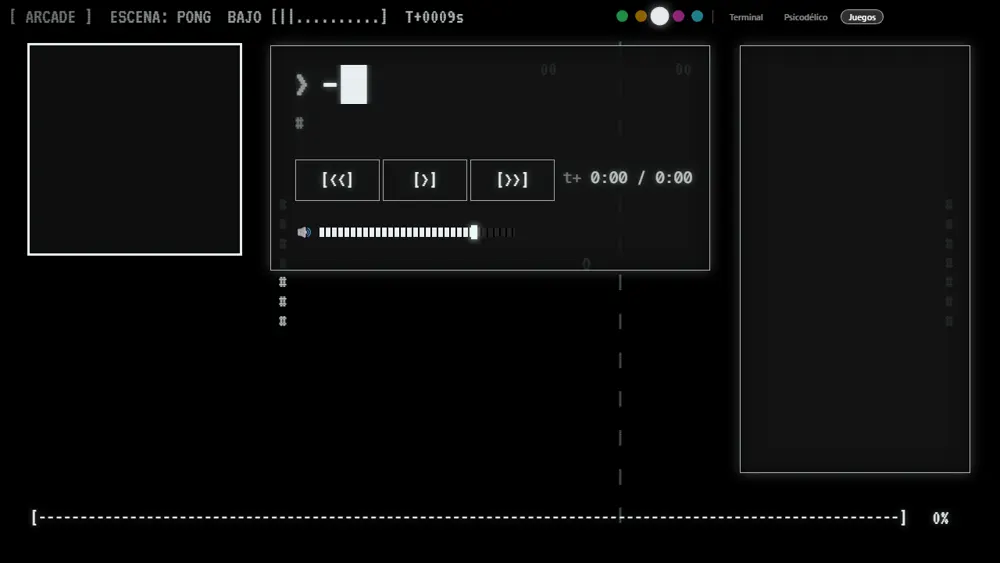 [ ARCADE ] ESCENA: PONG BAJO [||..........] T+0009s
Terminal Psicodélico Juegos
00 00
❯ -
#
[<<] [>] [>>] t+ 0:00 / 0:00
0
#
#
#
[------------------------------------------------------------------------------------------] 0%